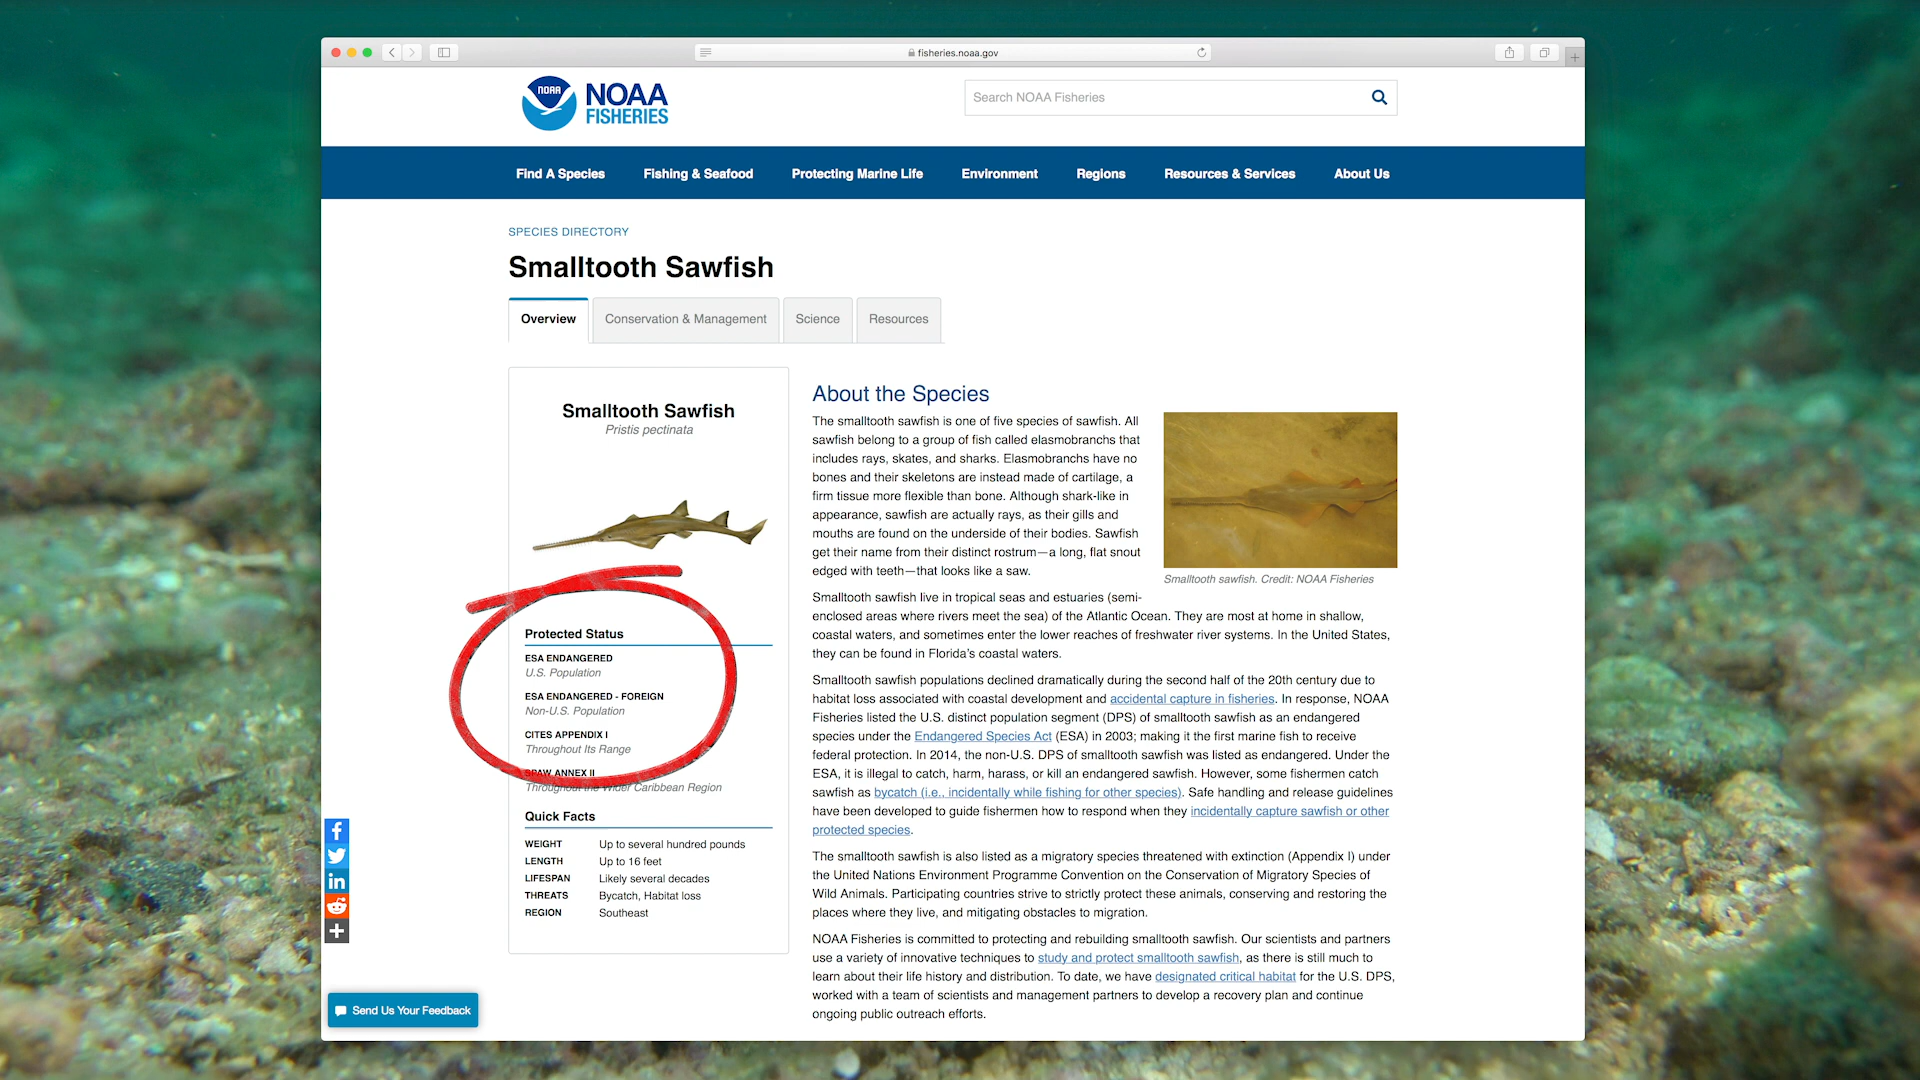 fisheries.noaa.gov
NOAA
NOAA
FISHERIES
Search NOAA Fisheries
Find A Species
Fishing & Seafood
Protecting Marine Life
Environment
Regions
Resources & Services
About Us
SPECIES DIRECTORY
Smalltooth Sawfish
Overview
Conservation & Management
Science
Resources
Smalltooth Sawfish
Pristis pectinata
Protected Status
ESA ENDANGERED
U.S. Population
ESA ENDANGERED - FOREIGN
Non-U.S. Population
CITES APPENDIX I
Throughout Its Range
SPAW ANNEX II
Throughout the Wider Caribbean Region
Quick Facts
WEIGHT Up to several hundred pounds
LENGTH Up to 16 feet
LIFESPAN Likely several decades
THREATS Bycatch, Habitat loss
REGION Southeast
About the Species
The smalltooth sawfish is one of five species of sawfish. All
sawfish belong to a group of fish called elasmobranchs that
includes rays, skates, and sharks. Elasmobranchs have no
bones and their skeletons are instead made of cartilage, a
firm tissue more flexible than bone. Although shark-like in
appearance, sawfish are actually rays, as their gills and
mouths are found on the underside of their bodies. Sawfish
get their name from their distinct rostrum—a long, flat snout
edged with teeth—that looks like a saw.
Smalltooth sawfish. Credit: NOAA Fisheries
Smalltooth sawfish live in tropical seas and estuaries (semi-
enclosed areas where rivers meet the sea) of the Atlantic Ocean. They are most at home in shallow,
coastal waters, and sometimes enter the lower reaches of freshwater river systems. In the United States,
they can be found in Florida's coastal waters.
Smalltooth sawfish populations declined dramatically during the second half of the 20th century due to
habitat loss associated with coastal development and accidental capture in fisheries. In response, NOAA
Fisheries listed the U.S. distinct population segment (DPS) of smalltooth sawfish as an endangered
species under the Endangered Species Act (ESA) in 2003; making it the first marine fish to receive
federal protection. In 2014, the non-U.S. DPS of smalltooth sawfish was listed as endangered. Under the
ESA, it is illegal to catch, harm, harass, or kill an endangered sawfish. However, some fishermen catch
sawfish as bycatch (i.e., incidentally while fishing for other species). Safe handling and release guidelines
have been developed to guide fishermen how to respond when they incidentally capture sawfish or other
protected species.
The smalltooth sawfish is also listed as a migratory species threatened with extinction (Appendix I) under
the United Nations Environment Programme Convention on the Conservation of Migratory Species of
Wild Animals. Participating countries strive to strictly protect these animals, conserving and restoring the
places where they live, and mitigating obstacles to migration.
NOAA Fisheries is committed to protecting and rebuilding smalltooth sawfish. Our scientists and partners
use a variety of innovative techniques to study and protect smalltooth sawfish, as there is still much to
learn about their life history and distribution. To date, we have designated critical habitat for the U.S. DPS,
worked with a team of scientists and management partners to develop a recovery plan and continue
ongoing public outreach efforts.
Send Us Your Feedback